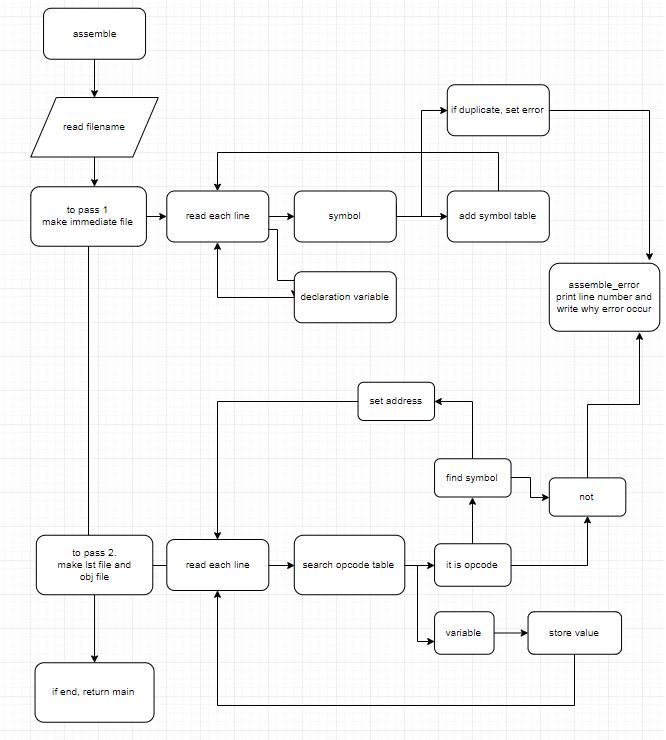 assemble
read filename
if duplicate, set error
to pass 1
make immediate file
read each line
symbol
add symbol table
declaration variable
assemble_error
print line number and
write why error occur
set address
find symbol
not
to pass 2.
make lst file and
obj file
read each line
search opcode table
it is opcode
variable
store value
if end, return main